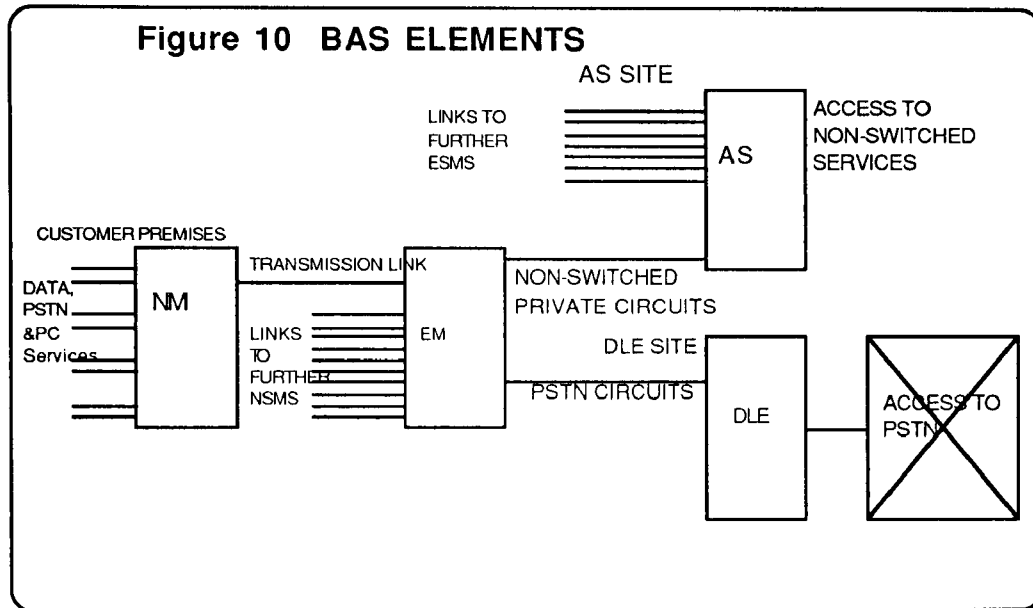 Figure 10 BAS ELEMENTS
AS SITE
LINKS TO
FURTHER
ESMS
AS
ACCESS TO
NON-SWITCHED
SERVICES
CUSTOMER PREMISES
DATA,
PSTN
&PC
Services
NM
TRANSMISSION LINK
LINKS
TO
FURTHER
NSMS
EM
NON-SWITCHED
PRIVATE CIRCUITS
DLE SITE
PSTN CIRCUITS
DLE
ACCESS TO
PSTN